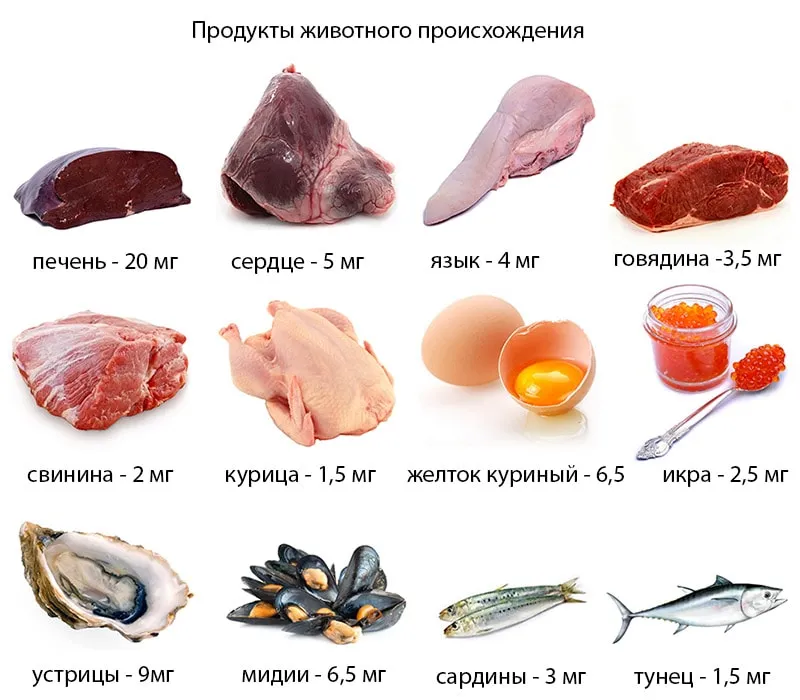 Продукты животного происхождения
печень - 20 мг
сердце - 5 мг
язык - 4 мг
говядина -3,5 мг
свинина - 2 мг
курица - 1,5 мг
желток куриный - 6,5
икра - 2,5 мг
устрицы - 9мг
мидии - 6,5 мг
сардины - 3 мг
тунец - 1,5 мг